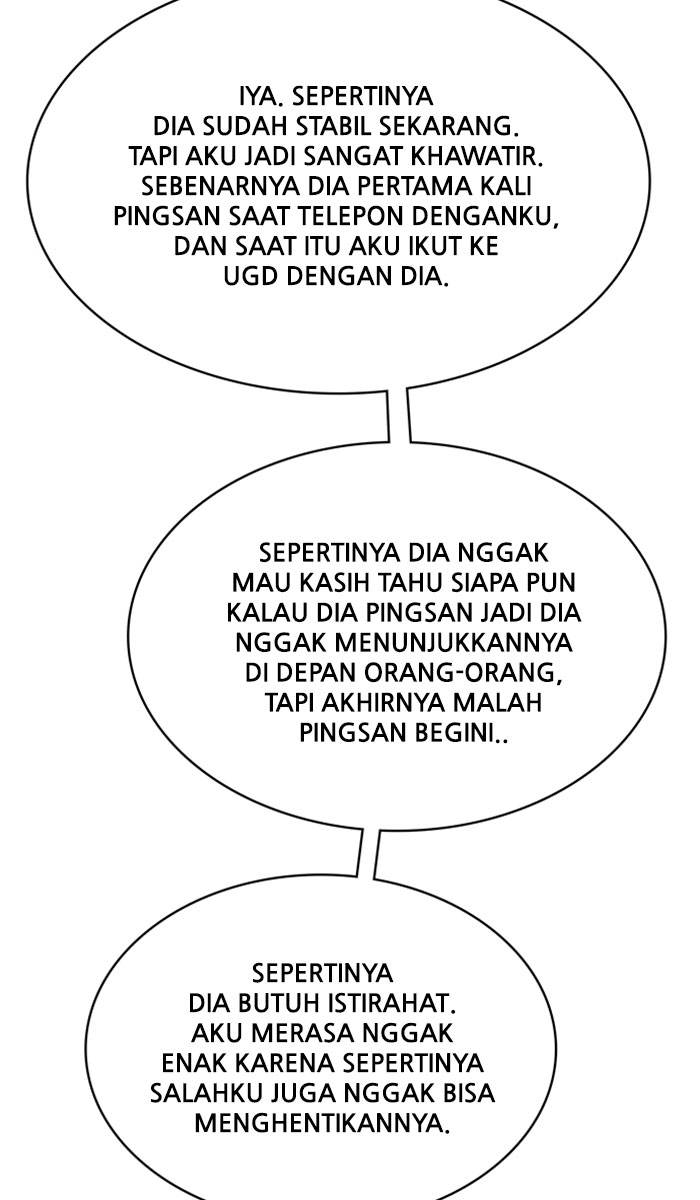 IYA. SEPERTINYA
DIA SUDAH STABIL SEKARANG.
TAPI AKU JADI SANGAT KHAWATIR.
SEBENARNYA DIA PERTAMA KALI
PINGSAN SAAT TELEPON DENGANKU,
DAN SAAT ITU AKU IKUT KE
UGD DENGAN DIA.
SEPERTINYA DIA NGGAK
MAU KASIH TAHU SIAPA PUN
KALAU DIA PINGSAN JADI DIA
NGGAK MENUNJUKKANNYA
DI DEPAN ORANG-ORANG,
TAPI AKHIRNYA MALAH
PINGSAN BEGINI..
SEPERTINYA
DIA BUTUH ISTIRAHAT.
AKU MERASA NGGAK
ENAK KARENA SEPERTINYA
SALAHKU JUGA NGGAK BISA
MENGHENTIKANNYA.